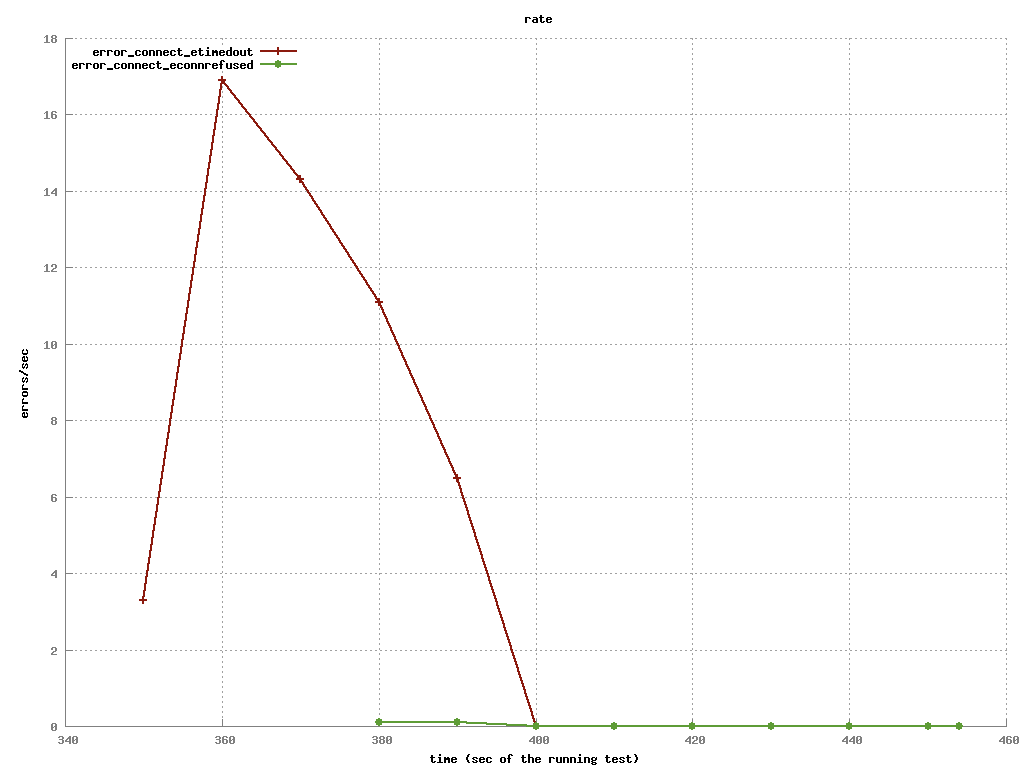 rate
error_connect_etimedout
error_connect_econnrefused
18
16
14
12
10
8
6
4
2
0
errors/sec
340 360 380 400 420 440 460
time (sec of the running test)